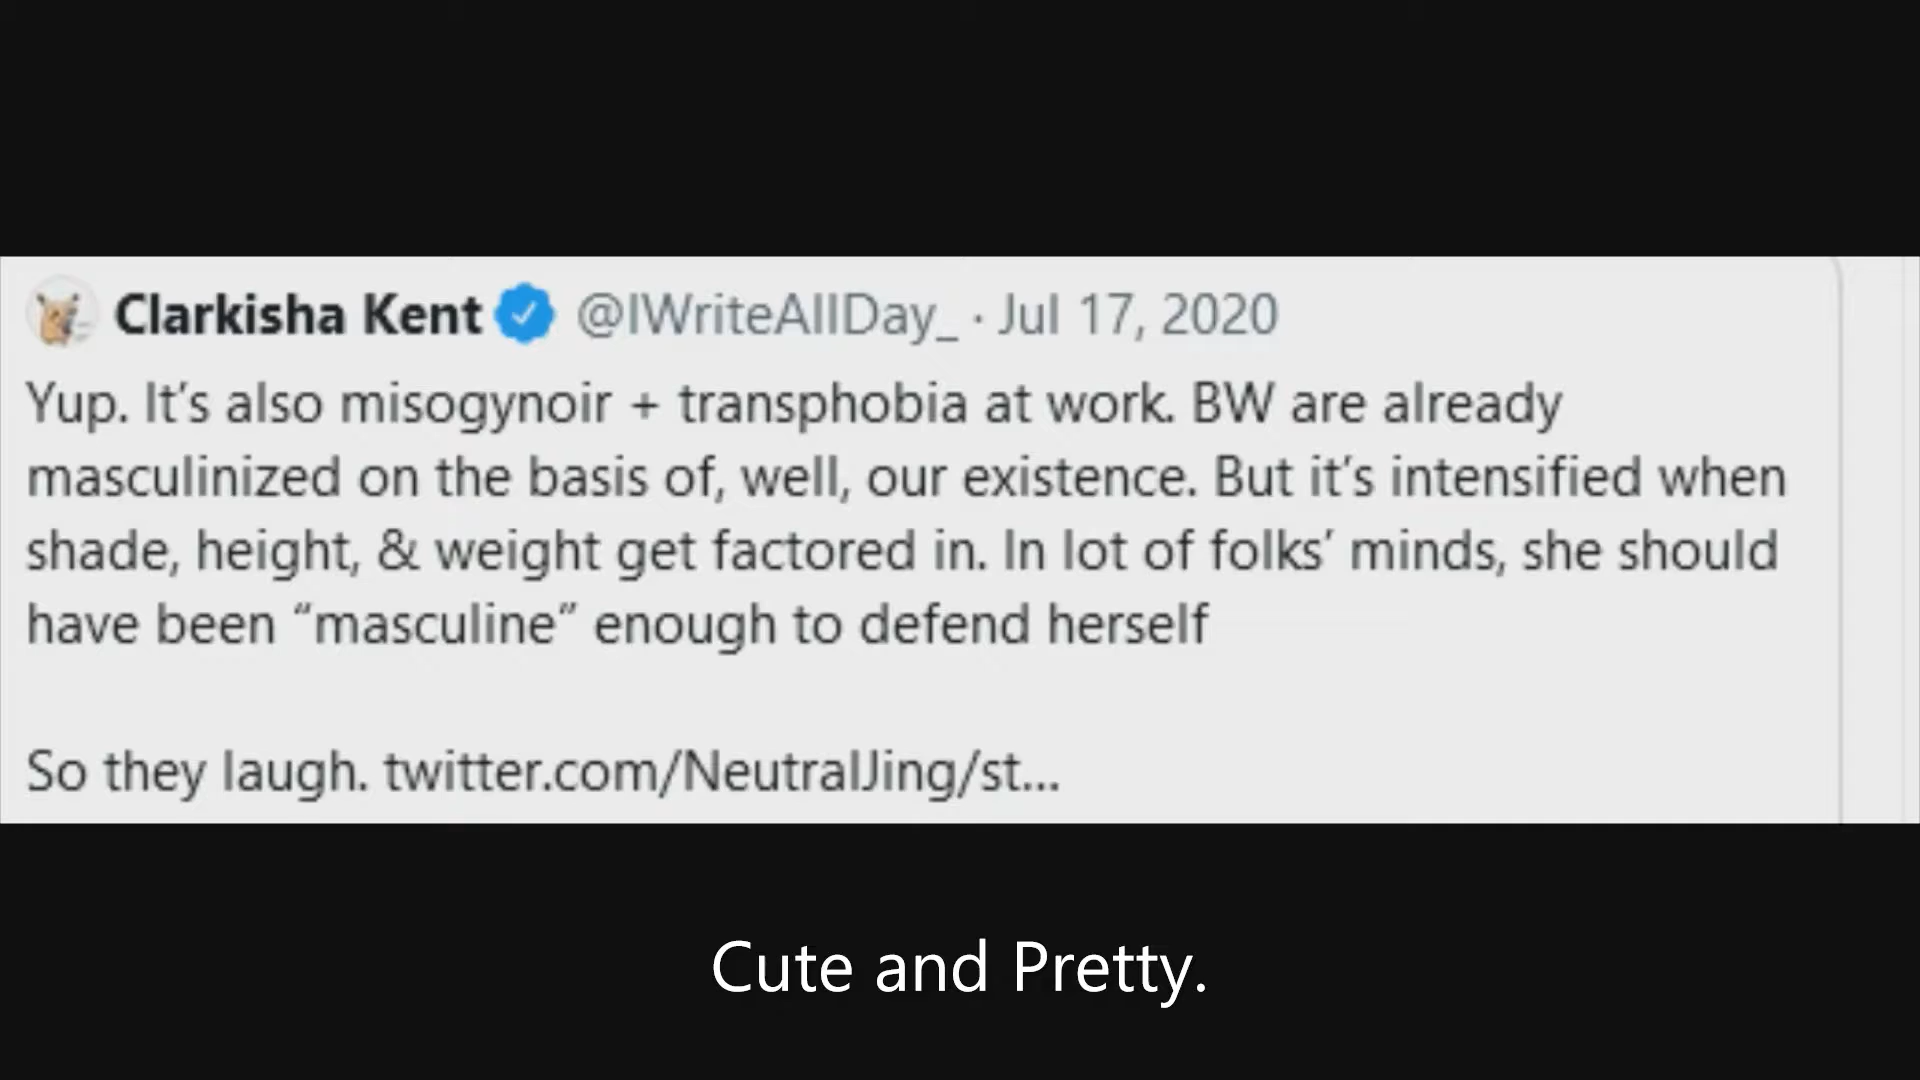 Clarkisha Kent @IWriteAllDay_ · Jul 17, 2020
Yup. It’s also misogynoir + transphobia at work. BW are already
masculinized on the basis of, well, our existence. But it’s intensified when
shade, height, & weight get factored in. In lot of folks’ minds, she should
have been “masculine” enough to defend herself
So they laugh. twitter.com/NeutralJing/st...
Cute and Pretty.